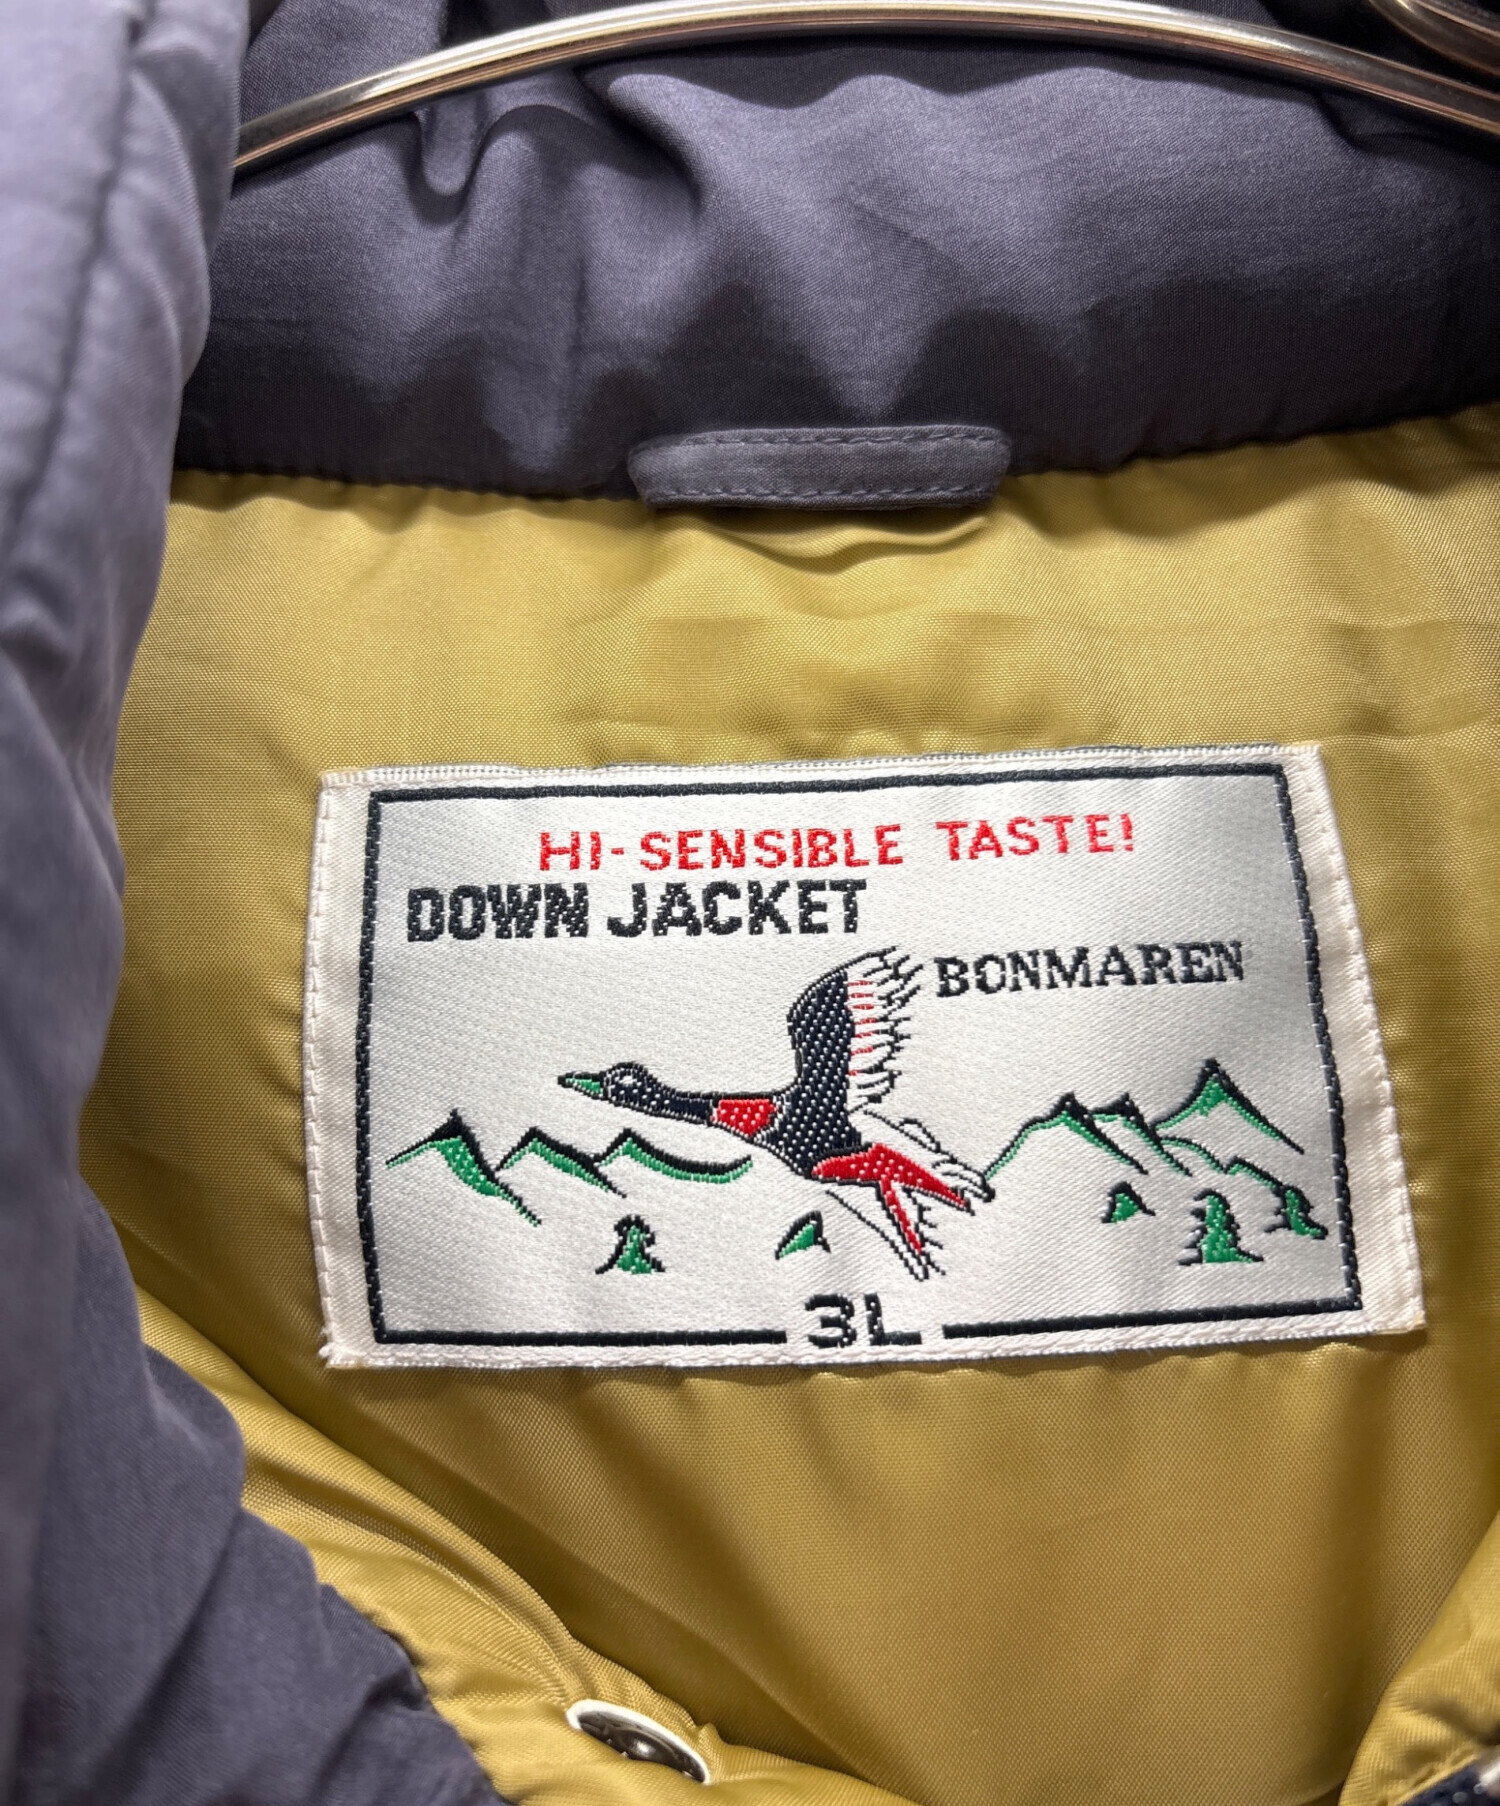 HI-SENSIBLE TASTE!
DOWN JACKET
BONMAREN
3L